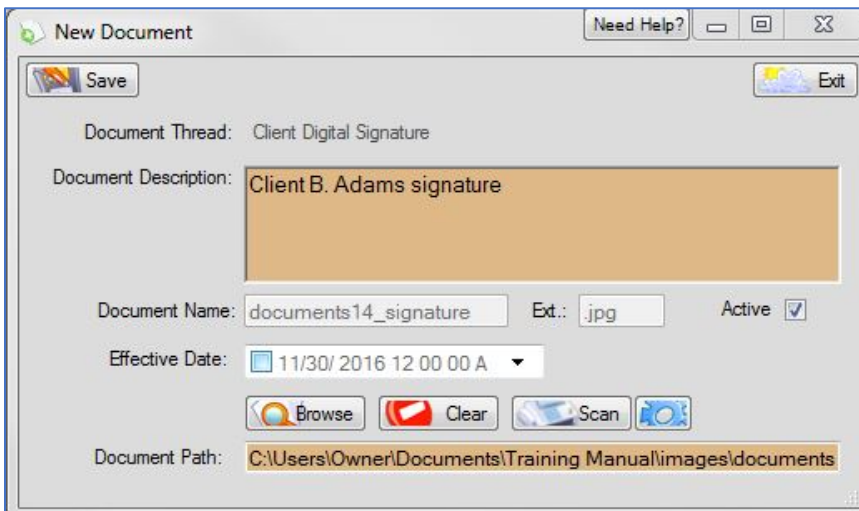 New Document
Need Help?
Save
Exit
Document Thread: Client Digital Signature
Document Description: Client B. Adams signature
Document Name: documents14_signature Ext.: .jpg Active
Effective Date: 11/30/ 2016 12 00 00 A
Browse Clear Scan
Document Path: C:\Users\Owner\Documents\Training Manual\images\documents